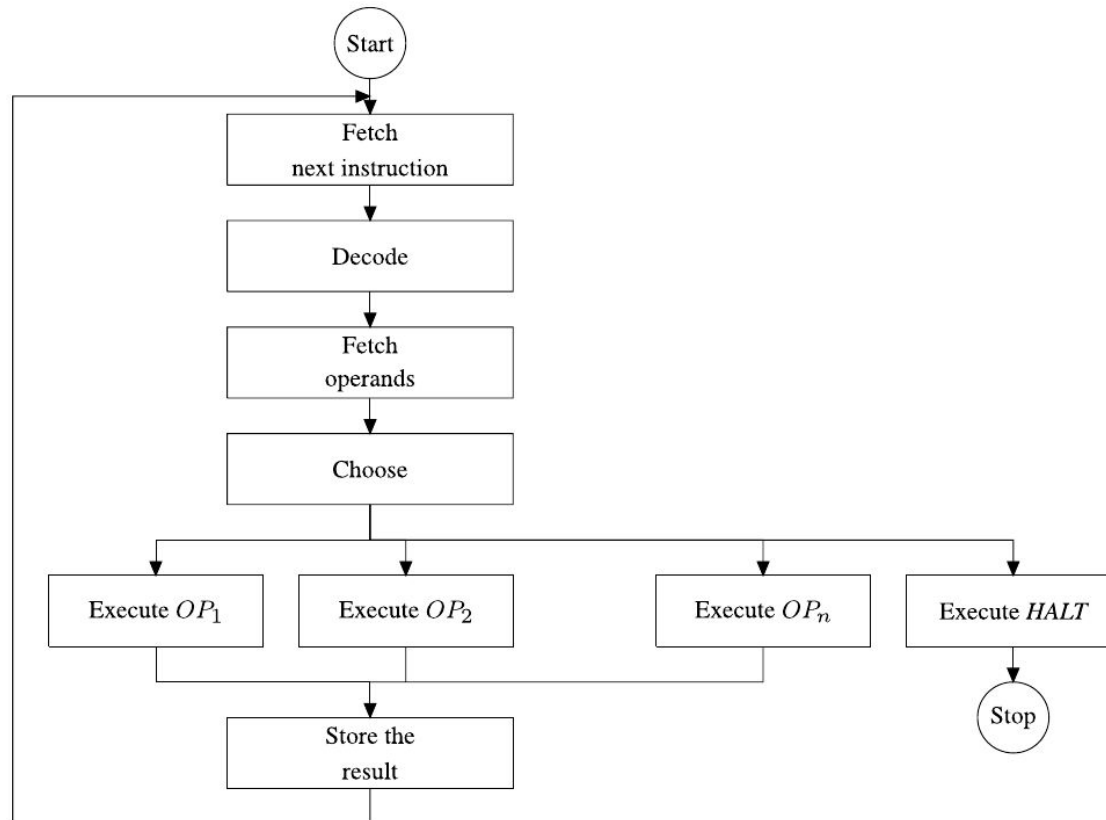 Start
Fetch
next instruction
Decode
Fetch
operands
Choose
Execute OP₁
Execute OP₂
Execute OPₙ
Execute HALT
Store the
result
Stop